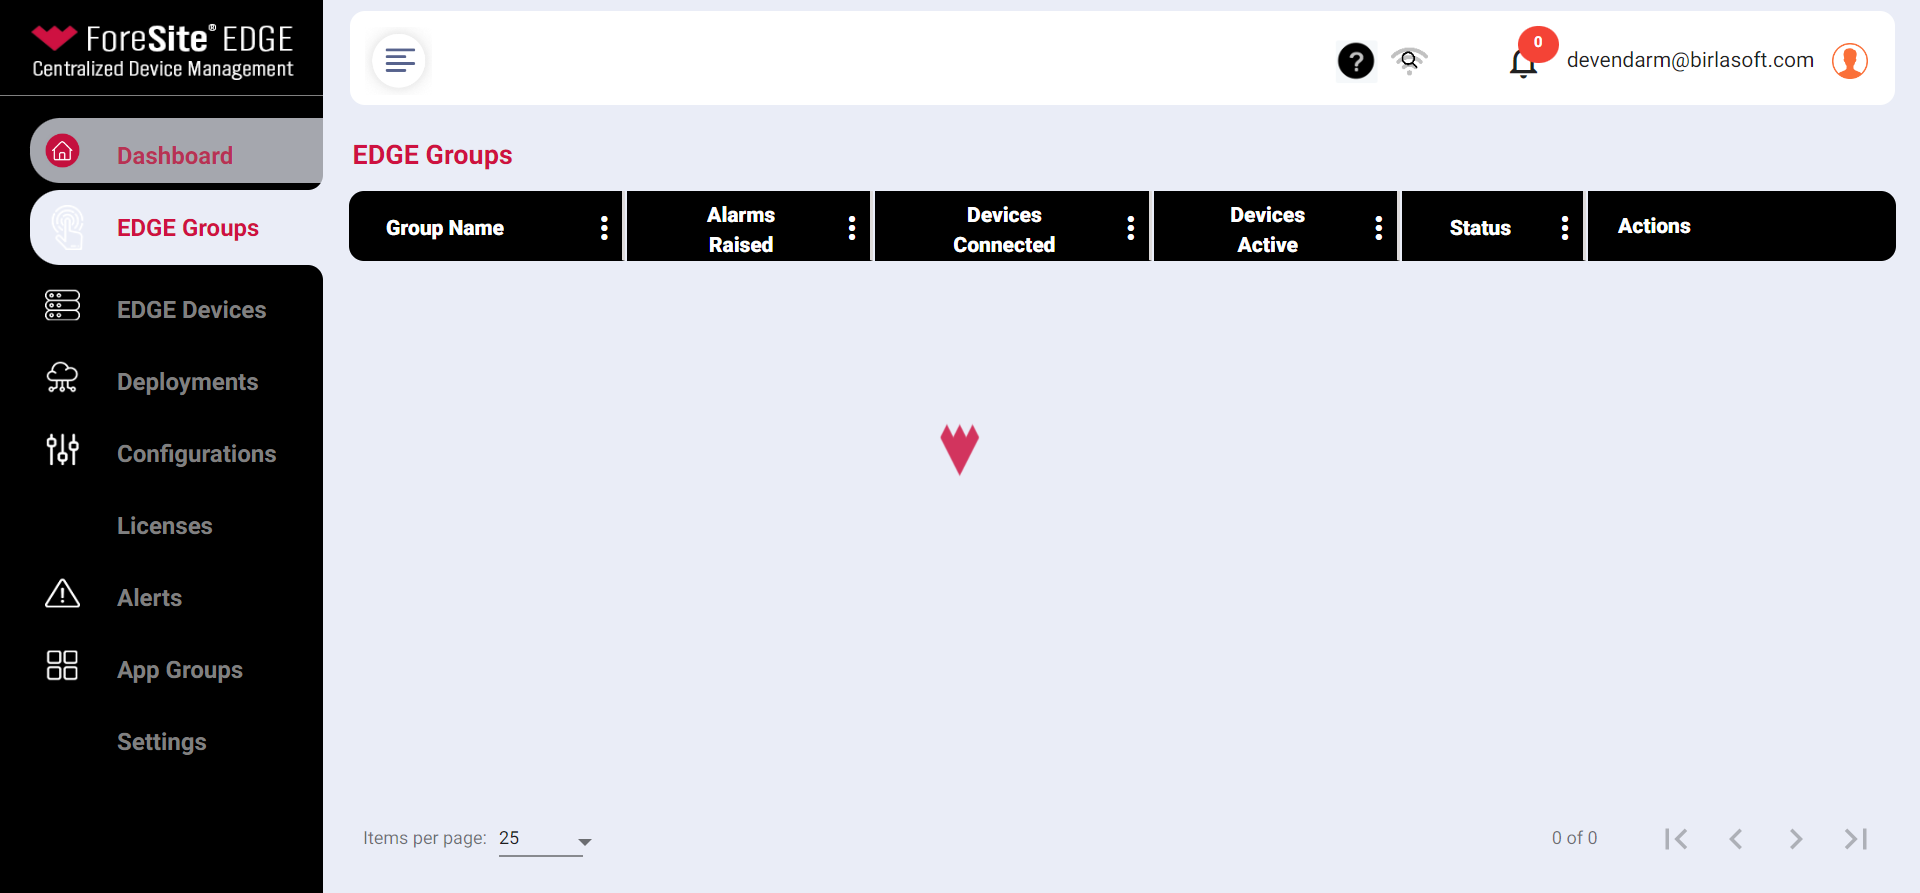 ForeSite® EDGE
Centralized Device Management
Dashboard
EDGE Groups
EDGE Devices
Deployments
Configurations
Licenses
Alerts
App Groups
Settings
?
0
devendarm@birlasoft.com
EDGE Groups
Group Name
Alarms
Raised
Devices
Connected
Devices
Active
Status
Actions
Items per page: 25
0 of 0